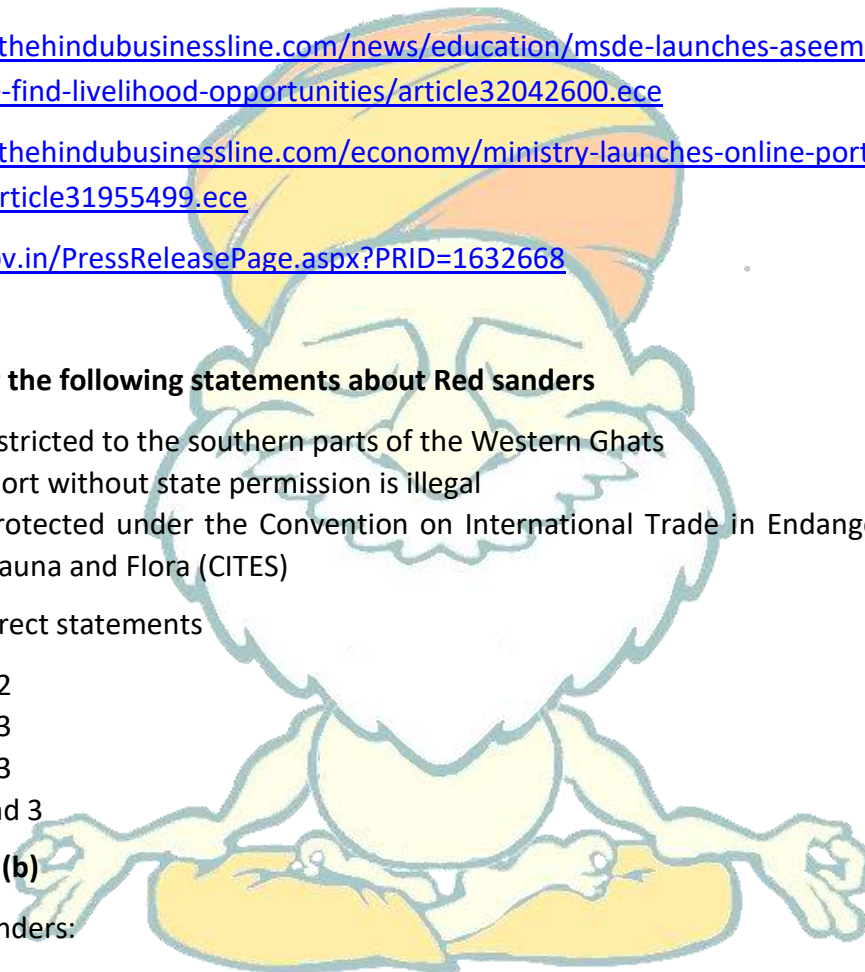 thehindubusinessline.com/news/education/msde-launches-aseem
-find-livelihood-opportunities/article32042600.ece
thehindubusinessline.com/economy/ministry-launches-online-port
rticle31955499.ece
ov.in/PressReleasePage.aspx?PRID=1632668
the following statements about Red sanders
stricted to the southern parts of the Western Ghats
ort without state permission is illegal
rotected under the Convention on International Trade in Endange
auna and Flora (CITES)
rect statements
2
3
3
nd 3
(b)
nders: